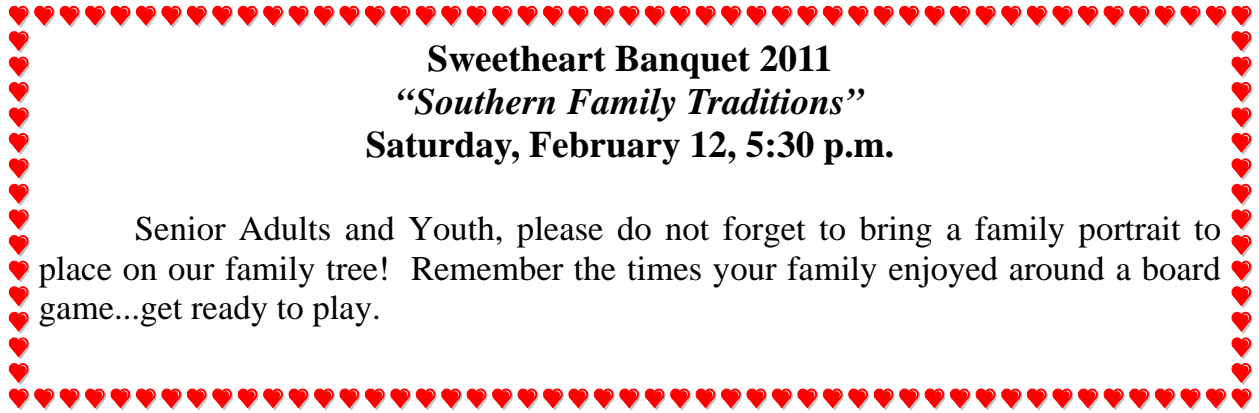 Sweetheart Banquet 2011
“Southern Family Traditions”
Saturday, February 12, 5:30 p.m.
Senior Adults and Youth, please do not forget to bring a family portrait to
place on our family tree!  Remember the times your family enjoyed around a board
game...get ready to play.